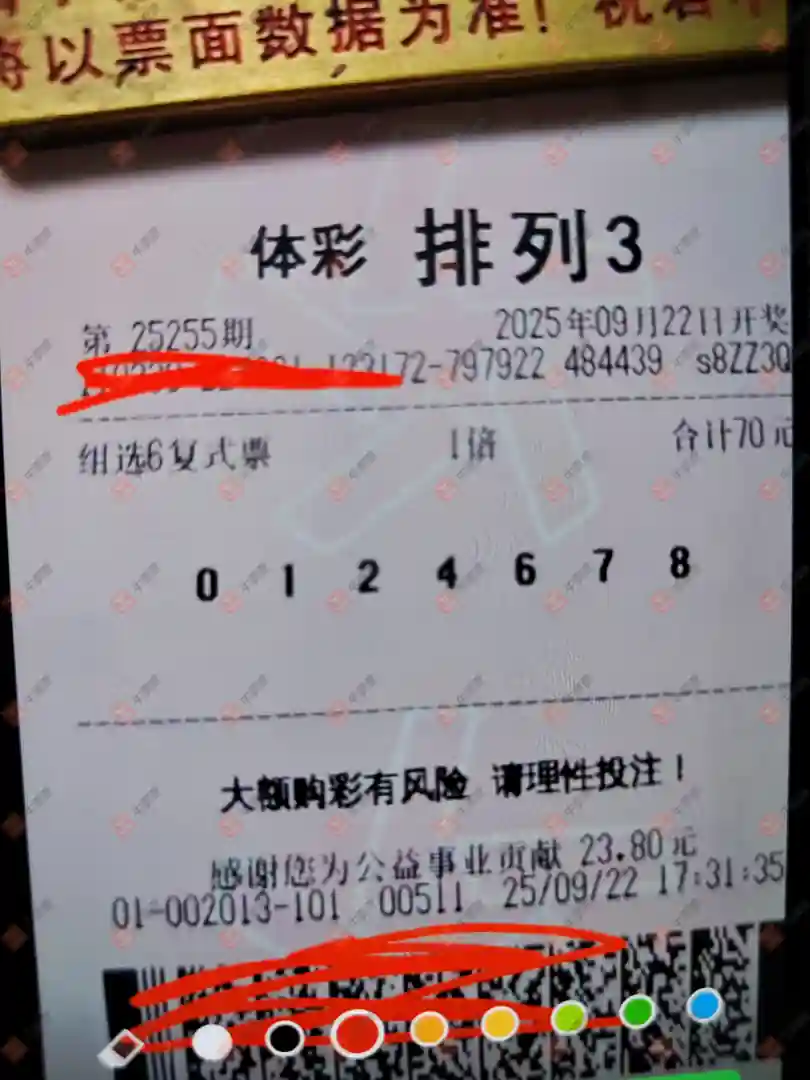 将以票面数据为准！祝君中
体彩 排列3
第 25255期 2025年09月22日开奖
72-797922 484439 s8ZZ3Q
组选6复式票 1倍 合计70元
0 1 2 4 6 7 8
大额购彩有风险 请理性投注！
感谢您为公益事业贡献 23.80元
01-002013-101 00511 25/09/22 17:31:35